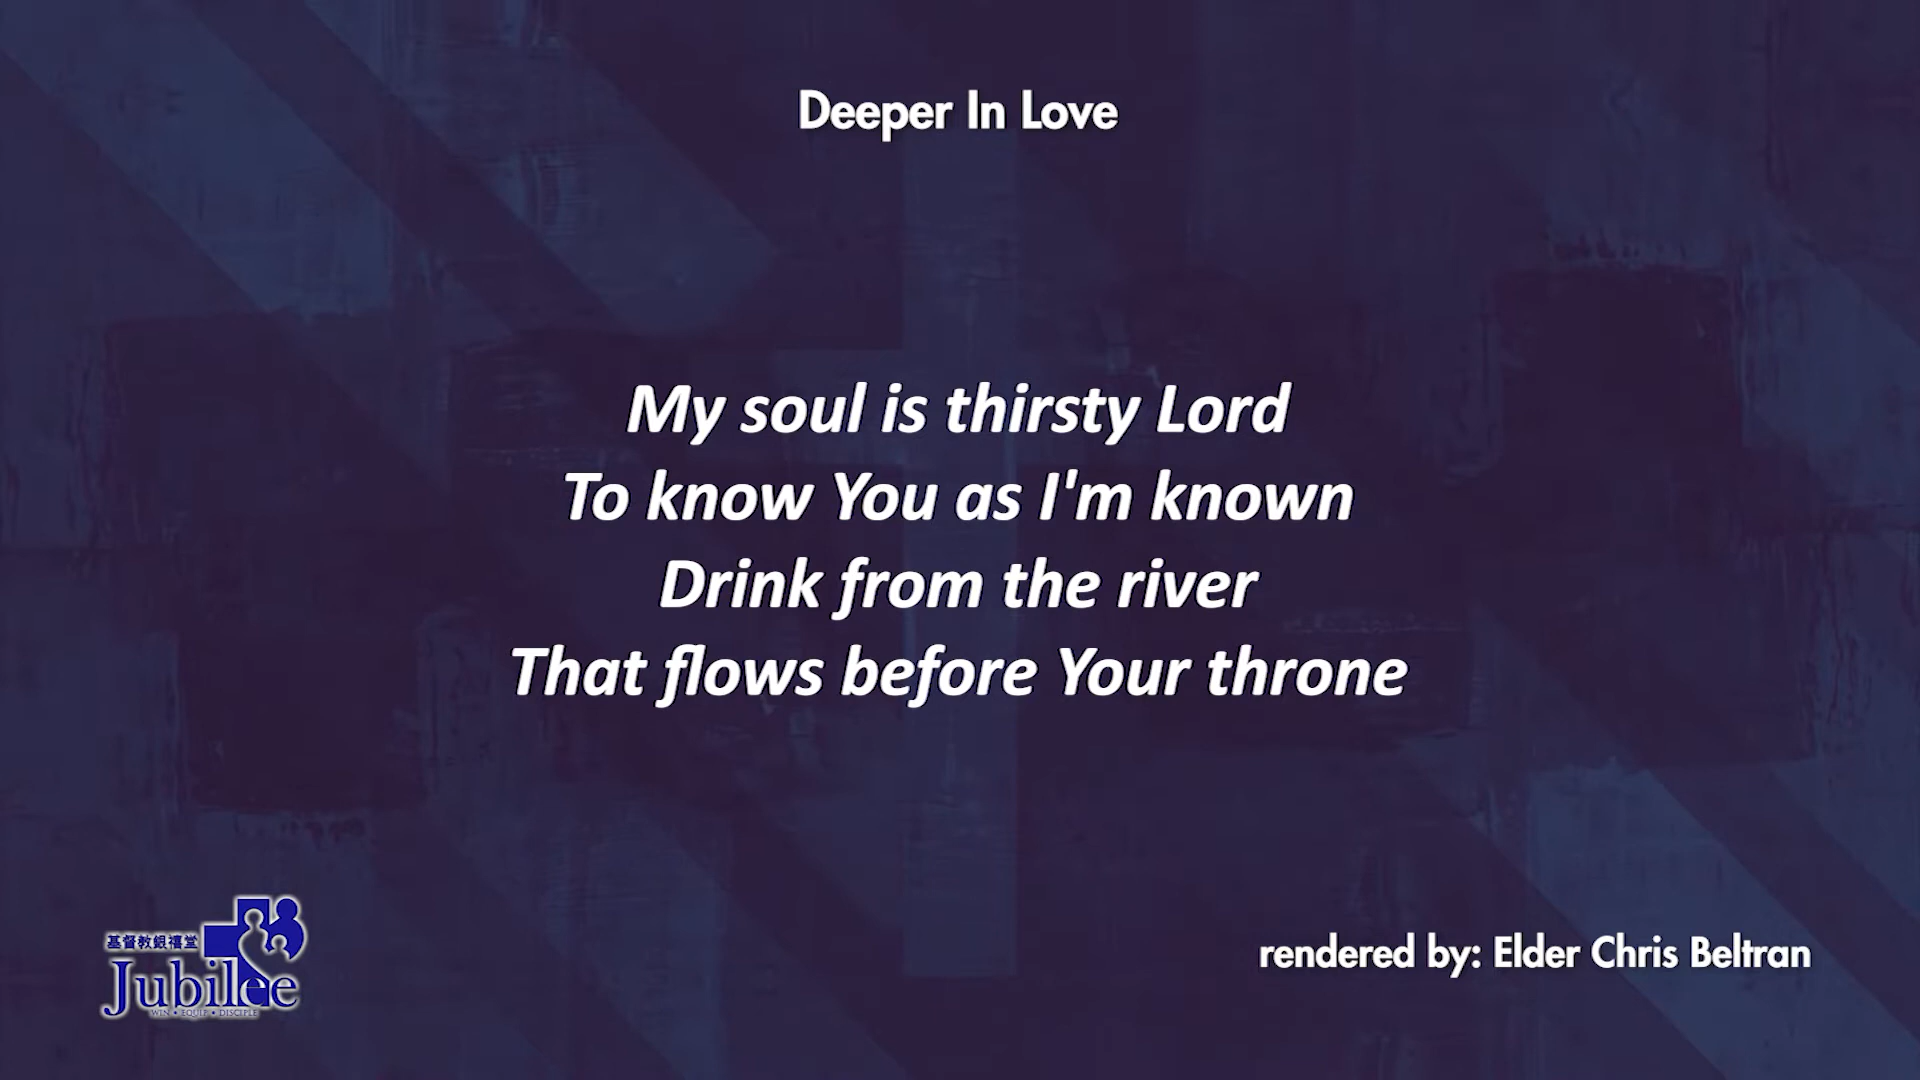 Deeper In Love
My soul is thirsty Lord
To know You as I'm known
Drink from the river
That flows before Your throne
基督教銀禧堂
Jubilee
WIN • EQUIP • DISCIPLE
rendered by: Elder Chris Beltran